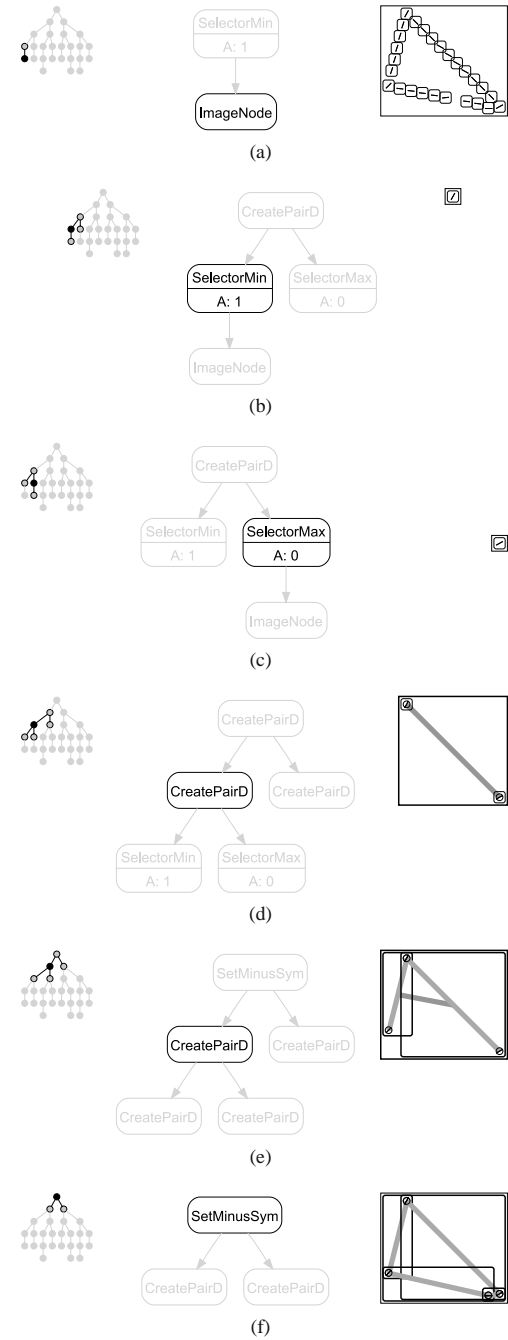 SelectorMin
A: 1
ImageNode
(a)
CreatePairD
SelectorMin SelectorMax
A: 1 A: 0
ImageNode
(b)
CreatePairD
SelectorMin SelectorMax
A: 1 A: 0
ImageNode
(c)
CreatePairD
CreatePairD CreatePairD
SelectorMin SelectorMax
A: 1 A: 0
(d)
SetMinusSym
CreatePairD CreatePairD
CreatePairD CreatePairD
(e)
SetMinusSym
CreatePairD CreatePairD
(f)